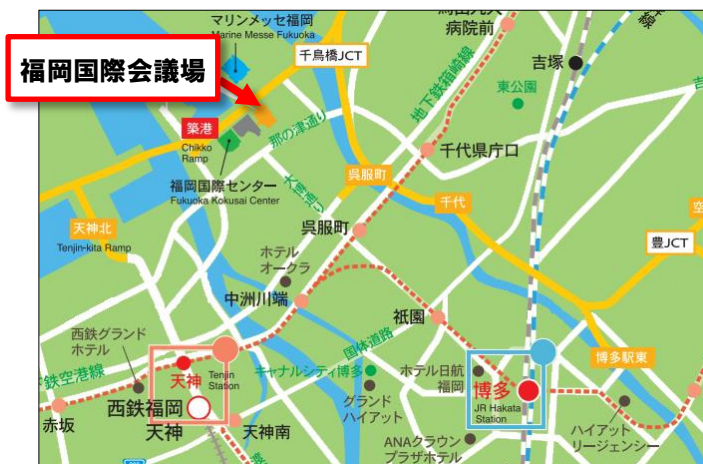 マリンメッセ福岡
Marine Messe Fukuoka
病院前
千鳥橋JCT
吉塚
福岡国際会議場
地下鉄箱崎線
東公園
築港
Chikko
Ramp
那の津通り
千代県庁口
福岡国際センター
Fukuoka Kokusai Center
大博通り
呉服町
千代
天神北
Tenjin-kita Ramp
呉服町
豊JCT
ホテル
オークラ
中洲川端
祇園
西鉄グランド
ホテル
国体道路
博多駅東
天神
Tenjin
Station
キャナルシティ博多
ホテル日航
福岡
博多
JR Hakata
Station
鉄空港線
西鉄福岡
天神
グランド
ハイアット
赤坂
天神南
ANAクラウン
プラザホテル
ハイアット
リージェンシー